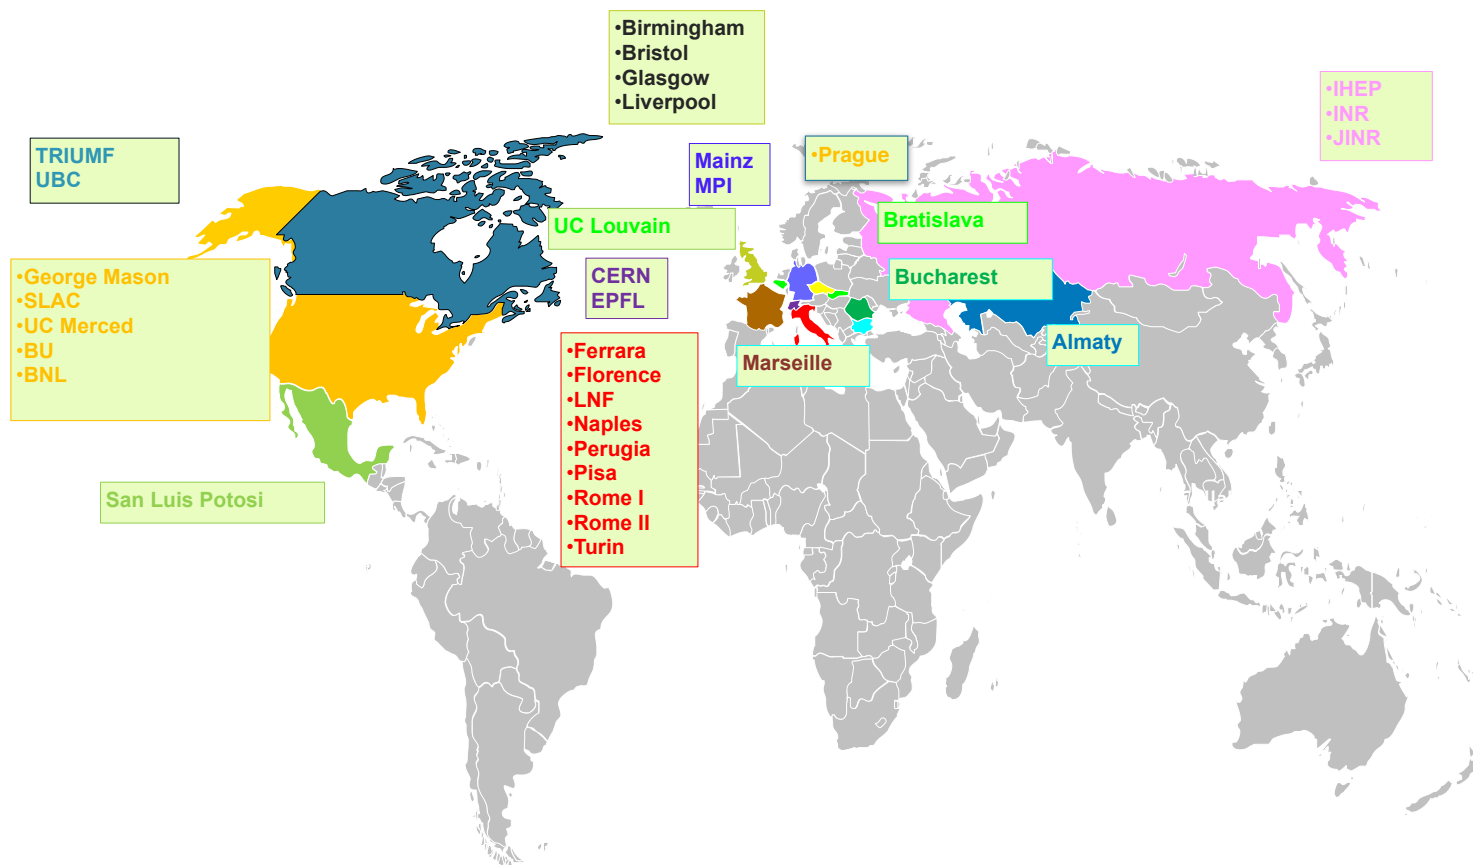 •Birmingham
•Bristol
•Glasgow
•Liverpool
•IHEP
•INR
•JINR
TRIUMF
UBC
Mainz
MPI
•Prague
UC Louvain
Bratislava
•George Mason
•SLAC
•UC Merced
•BU
•BNL
CERN
EPFL
Bucharest
Almaty
•Ferrara
•Florence
•LNF
•Naples
•Perugia
•Pisa
•Rome I
•Rome II
•Turin
Marseille
San Luis Potosi